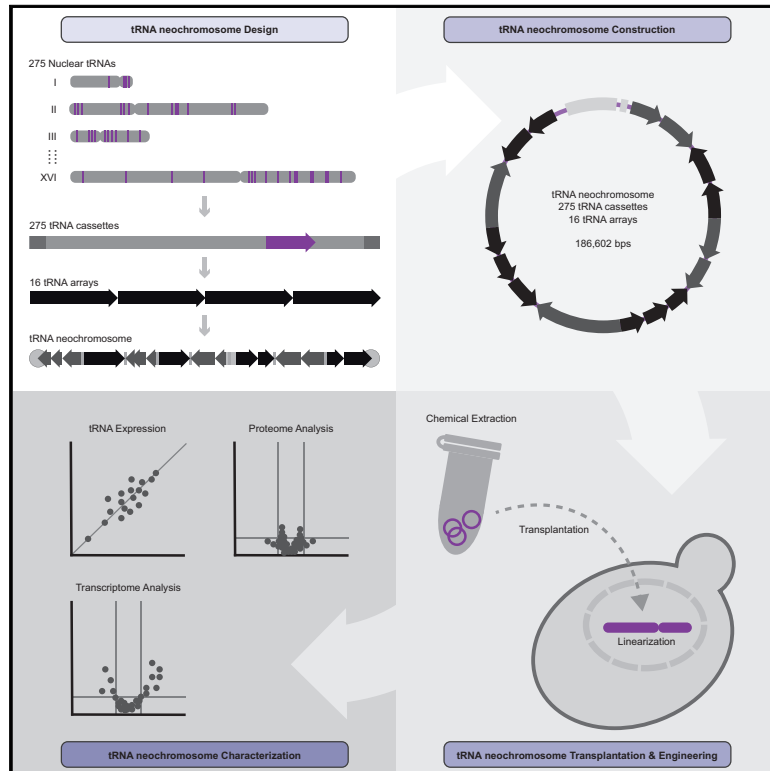 tRNA neochromosome Design
275 Nuclear tRNAs
I
II
III
XVI
275 tRNA cassettes
16 tRNA arrays
tRNA neochromosome
tRNA neochromosome Construction
tRNA neochromosome
275 tRNA cassettes
16 tRNA arrays
186,602 bps
tRNA Expression
Proteome Analysis
Transcriptome Analysis
tRNA neochromosome Characterization
Chemical Extraction
Transplantation
Linearization
tRNA neochromosome Transplantation & Engineering